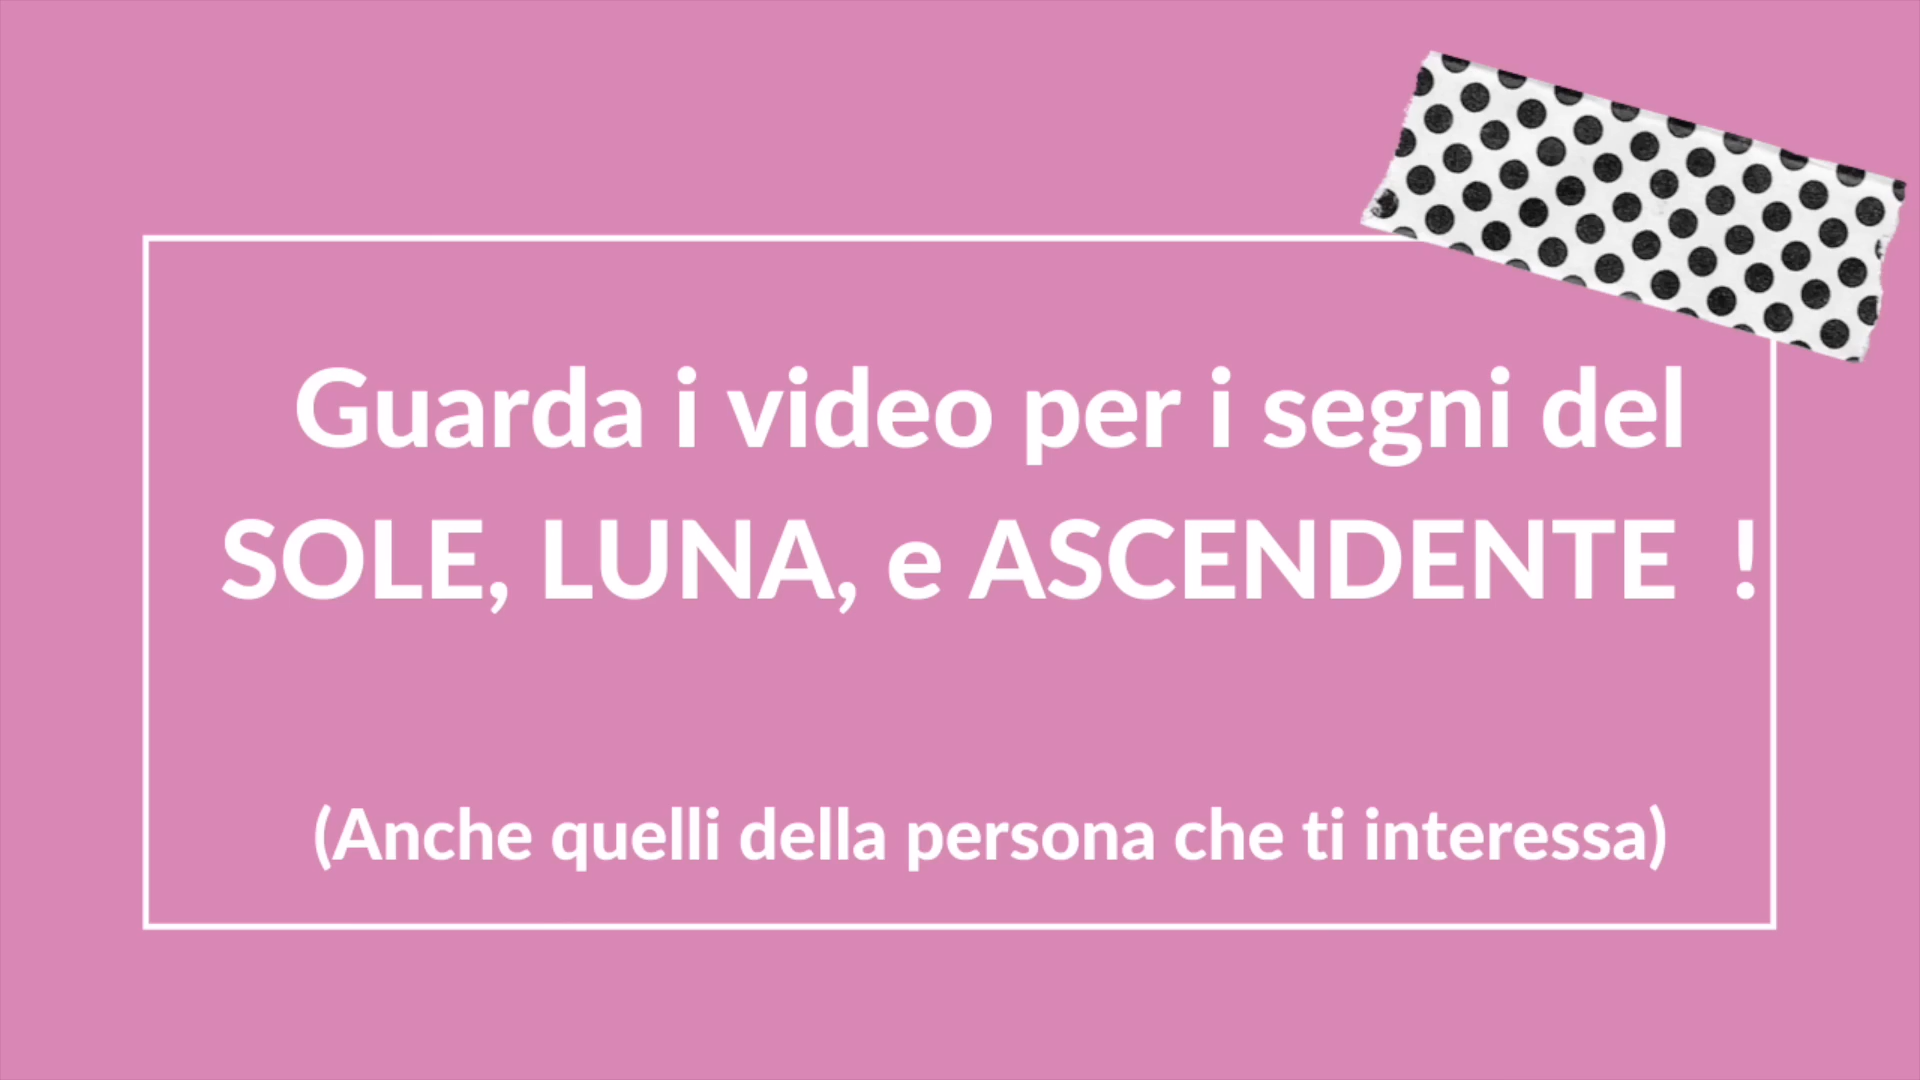 Guarda i video per i segni del
SOLE, LUNA, e ASCENDENTE !
(Anche quelli della persona che ti interessa)